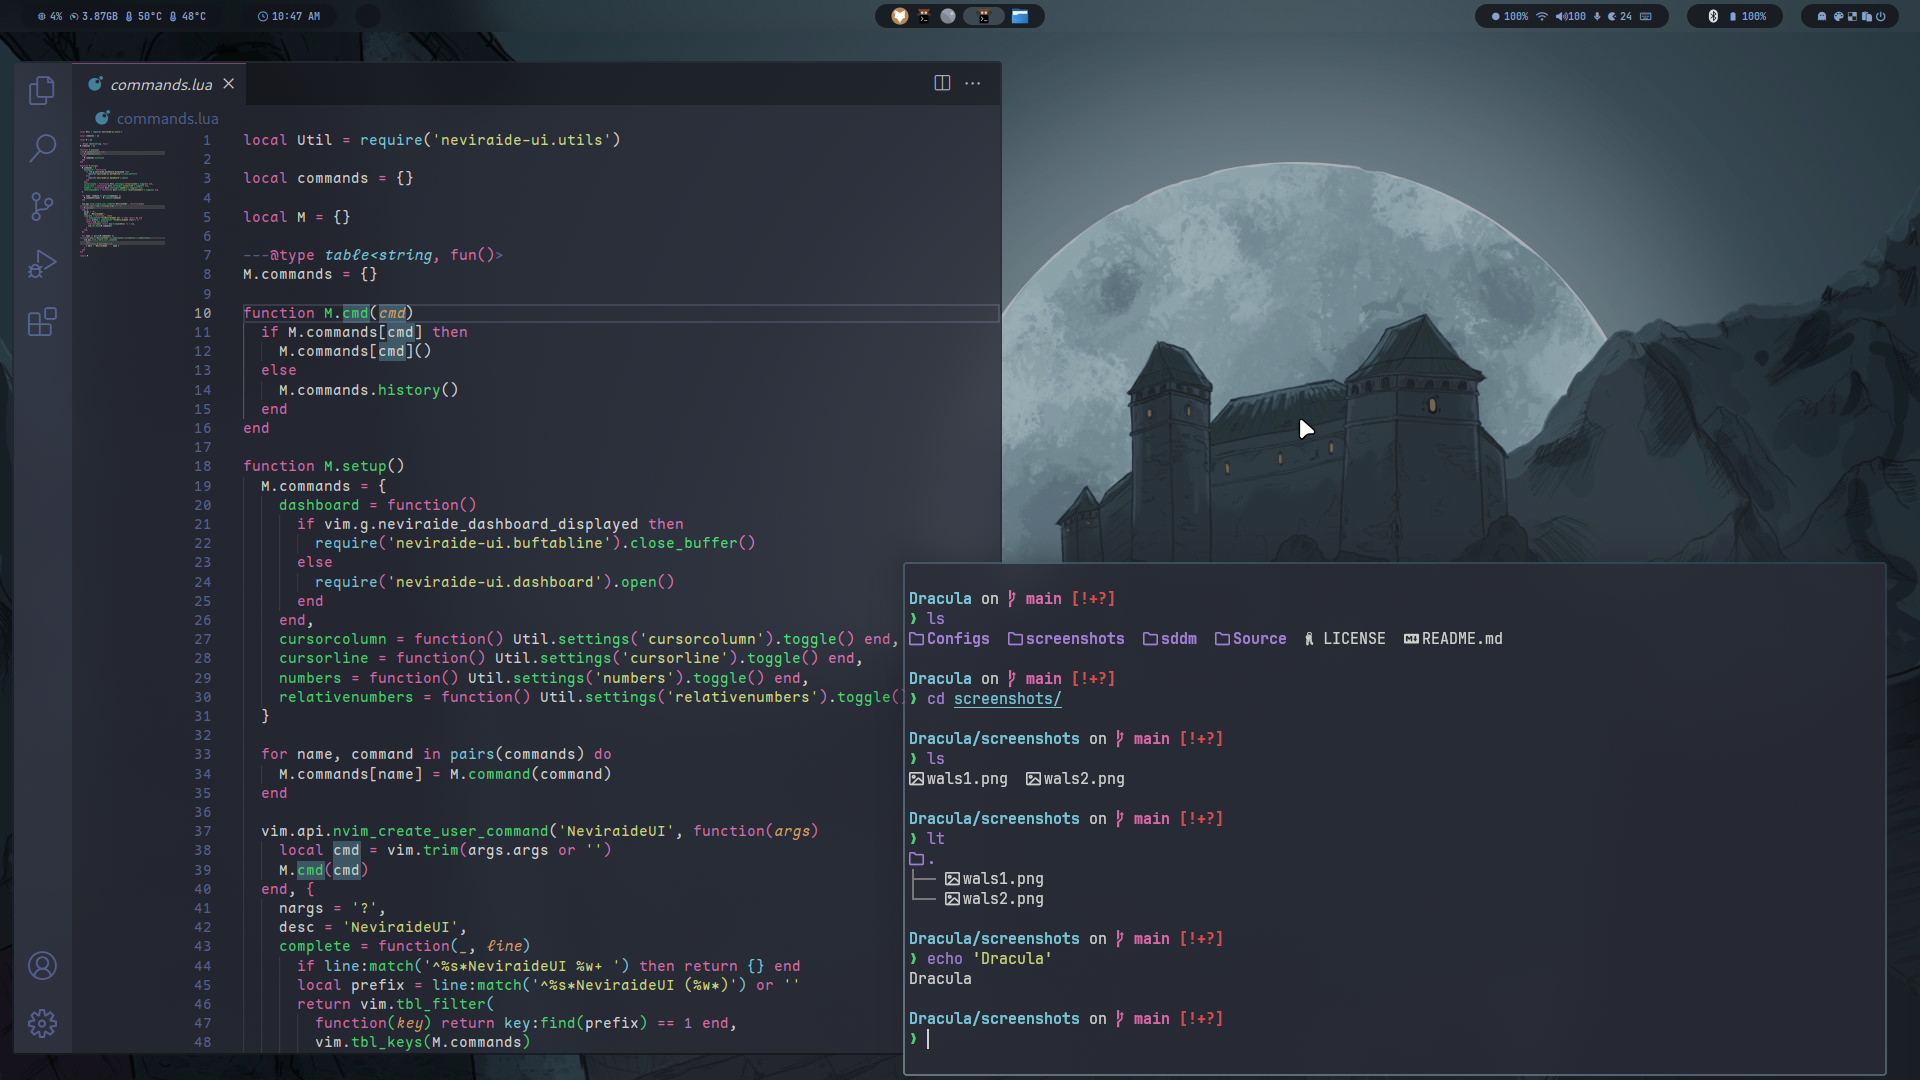 4% 3.87GB 50°C 48°C
10:47 AM
100% 100 24
100%
commands.lua
commands.lua
1 local Util = require('neviraide-ui.utils')
2
3 local commands = {}
4
5 local M = {}
6
7 ---@type table<string, fun()>
8 M.commands = {}
9
10 function M.cmd(cmd)
11 if M.commands[cmd] then
12 M.commands[cmd]()
13 else
14 M.commands.history()
15 end
16 end
17
18 function M.setup()
19 M.commands = {
20 dashboard = function()
21 if vim.g.neviraide_dashboard_displayed then
22 require('neviraide-ui.buftabline').close_buffer()
23 else
24 require('neviraide-ui.dashboard').open()
25 end
26 end,
27 cursorcolumn = function() Util.settings('cursorcolumn').toggle() end,
28 cursorline = function() Util.settings('cursorline').toggle() end,
29 numbers = function() Util.settings('numbers').toggle() end,
30 relativenumbers = function() Util.settings('relativenumbers').toggle(
31 }
32
33 for name, command in pairs(commands) do
34 M.commands[name] = M.command(command)
35 end
36
37 vim.api.nvim_create_user_command('NeviraideUI', function(args)
38 local cmd = vim.trim(args.args or '')
39 M.cmd(cmd)
40 end, {
41 nargs = '?',
42 desc = 'NeviraideUI',
43 complete = function(_, line)
44 if line:match('^%s*NeviraideUI %w+ ') then return {} end
45 local prefix = line:match('^%s*NeviraideUI (%w*)') or ''
46 return vim.tbl_filter(
47 function(key) return key:find(prefix) == 1 end,
48 vim.tbl_keys(M.commands)
Dracula on main [!+?]
❯ ls
Configs screenshots sddm Source LICENSE README.md
Dracula on main [!+?]
❯ cd screenshots/
Dracula/screenshots on main [!+?]
❯ ls
wals1.png wals2.png
Dracula/screenshots on main [!+?]
❯ lt
.
├── wals1.png
└── wals2.png
Dracula/screenshots on main [!+?]
❯ echo 'Dracula'
Dracula
Dracula/screenshots on main [!+?]
❯